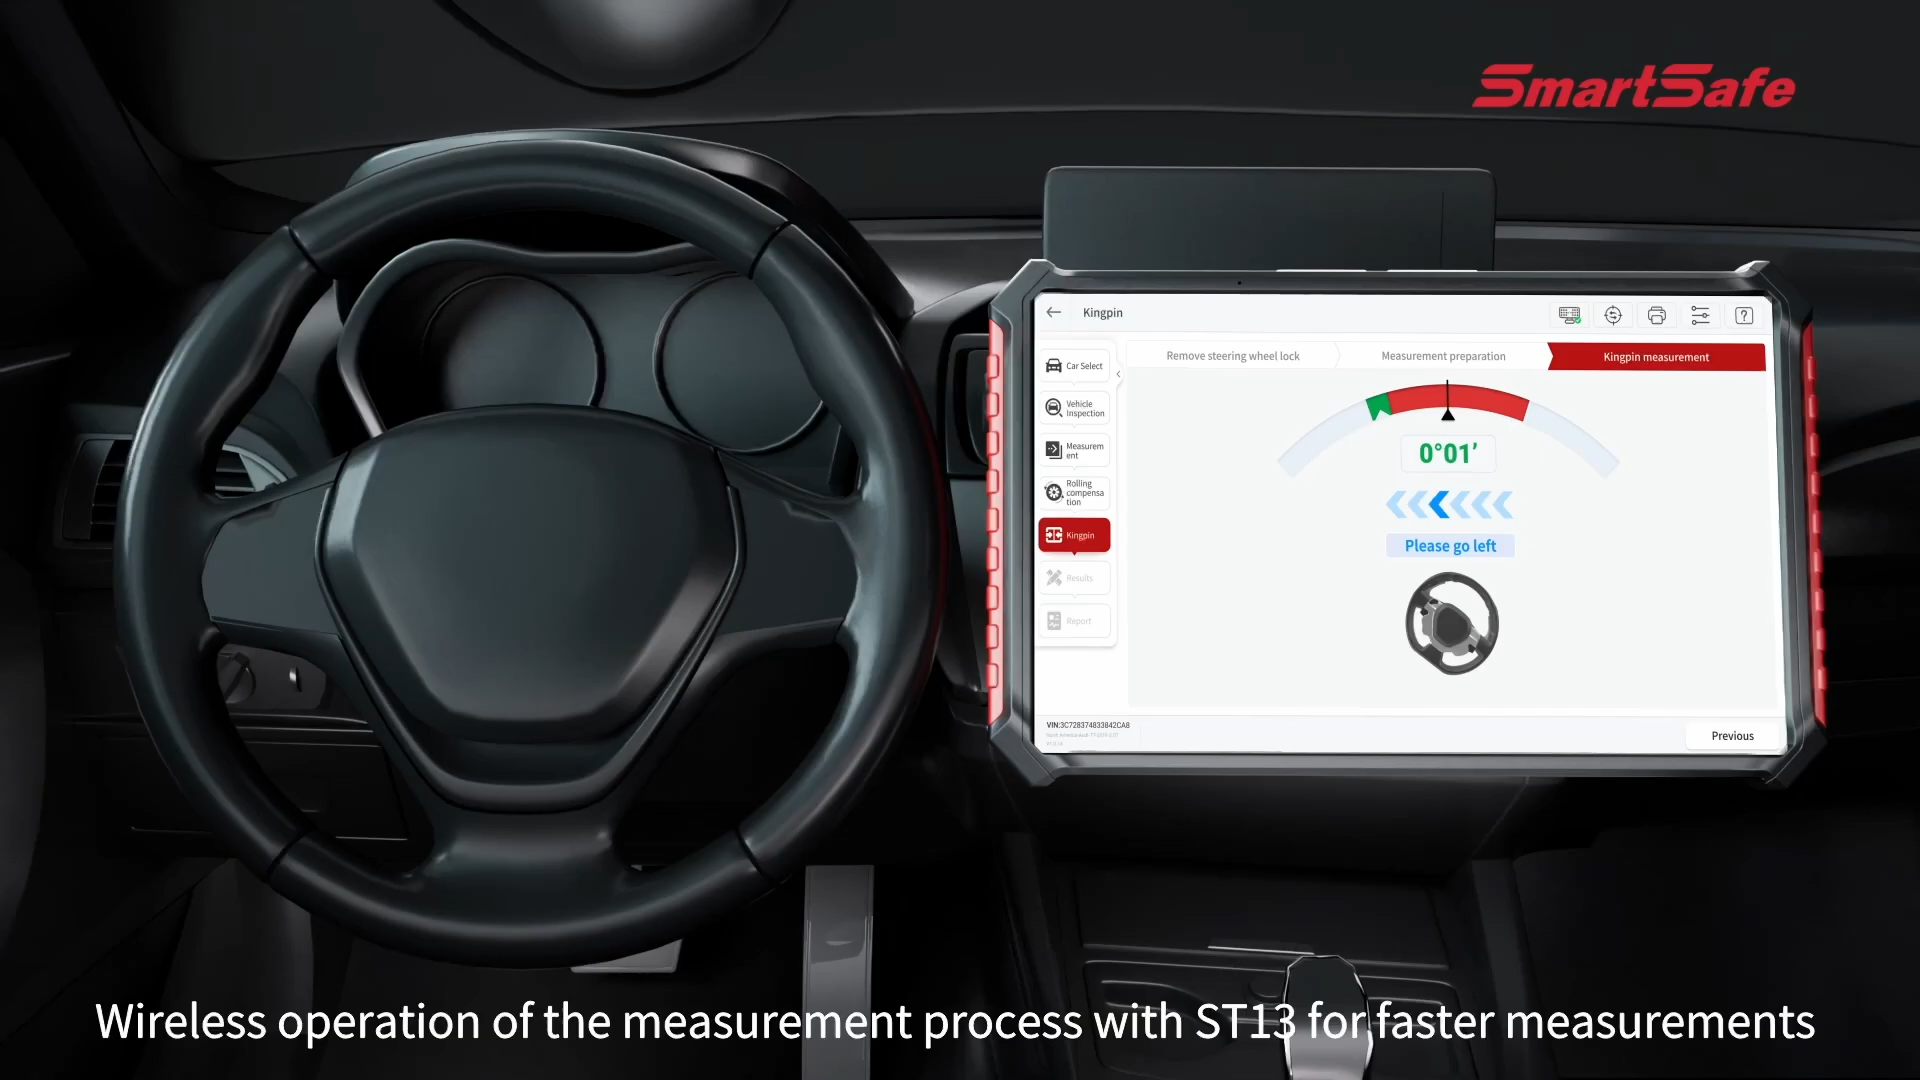 SmartSafe
Kingpin
Remove steering wheel lock
Measurement preparation
Kingpin measurement
Car Select
Vehicle
Inspection
Measurem
ent
Rolling
compensa
tion
Kingpin
Results
Report
0°01’
Please go left
VIN:3C728374833842CA8
Previous
Wireless operation of the measurement process with ST13 for faster measurements